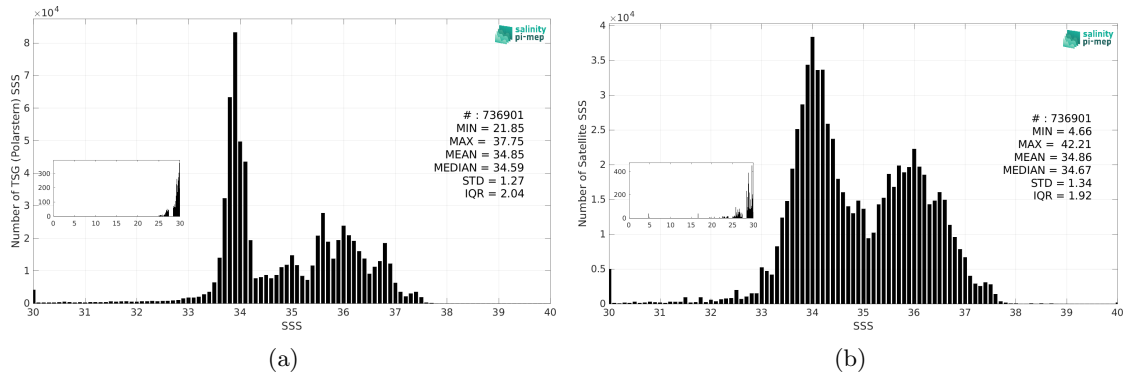 ×10⁴
8
7
6
5
4
3
2
1
0
Number of TSG (Polarstern) SSS
salinity
pi-mep
# : 736901
MIN = 21.85
MAX = 37.75
MEAN = 34.85
MEDIAN = 34.59
STD = 1.27
IQR = 2.04
300
200
100
0
0 5 10 15 20 25 30
30 31 32 33 34 35 36 37 38 39 40
SSS
(a)
×10⁴
4
3.5
3
2.5
2
1.5
1
0.5
0
Number of Satellite SSS
salinity
pi-mep
# : 736901
MIN = 4.66
MAX = 42.21
MEAN = 34.86
MEDIAN = 34.67
STD = 1.34
IQR = 1.92
400
200
0
0 5 10 15 20 25 30
30 31 32 33 34 35 36 37 38 39 40
SSS
(b)